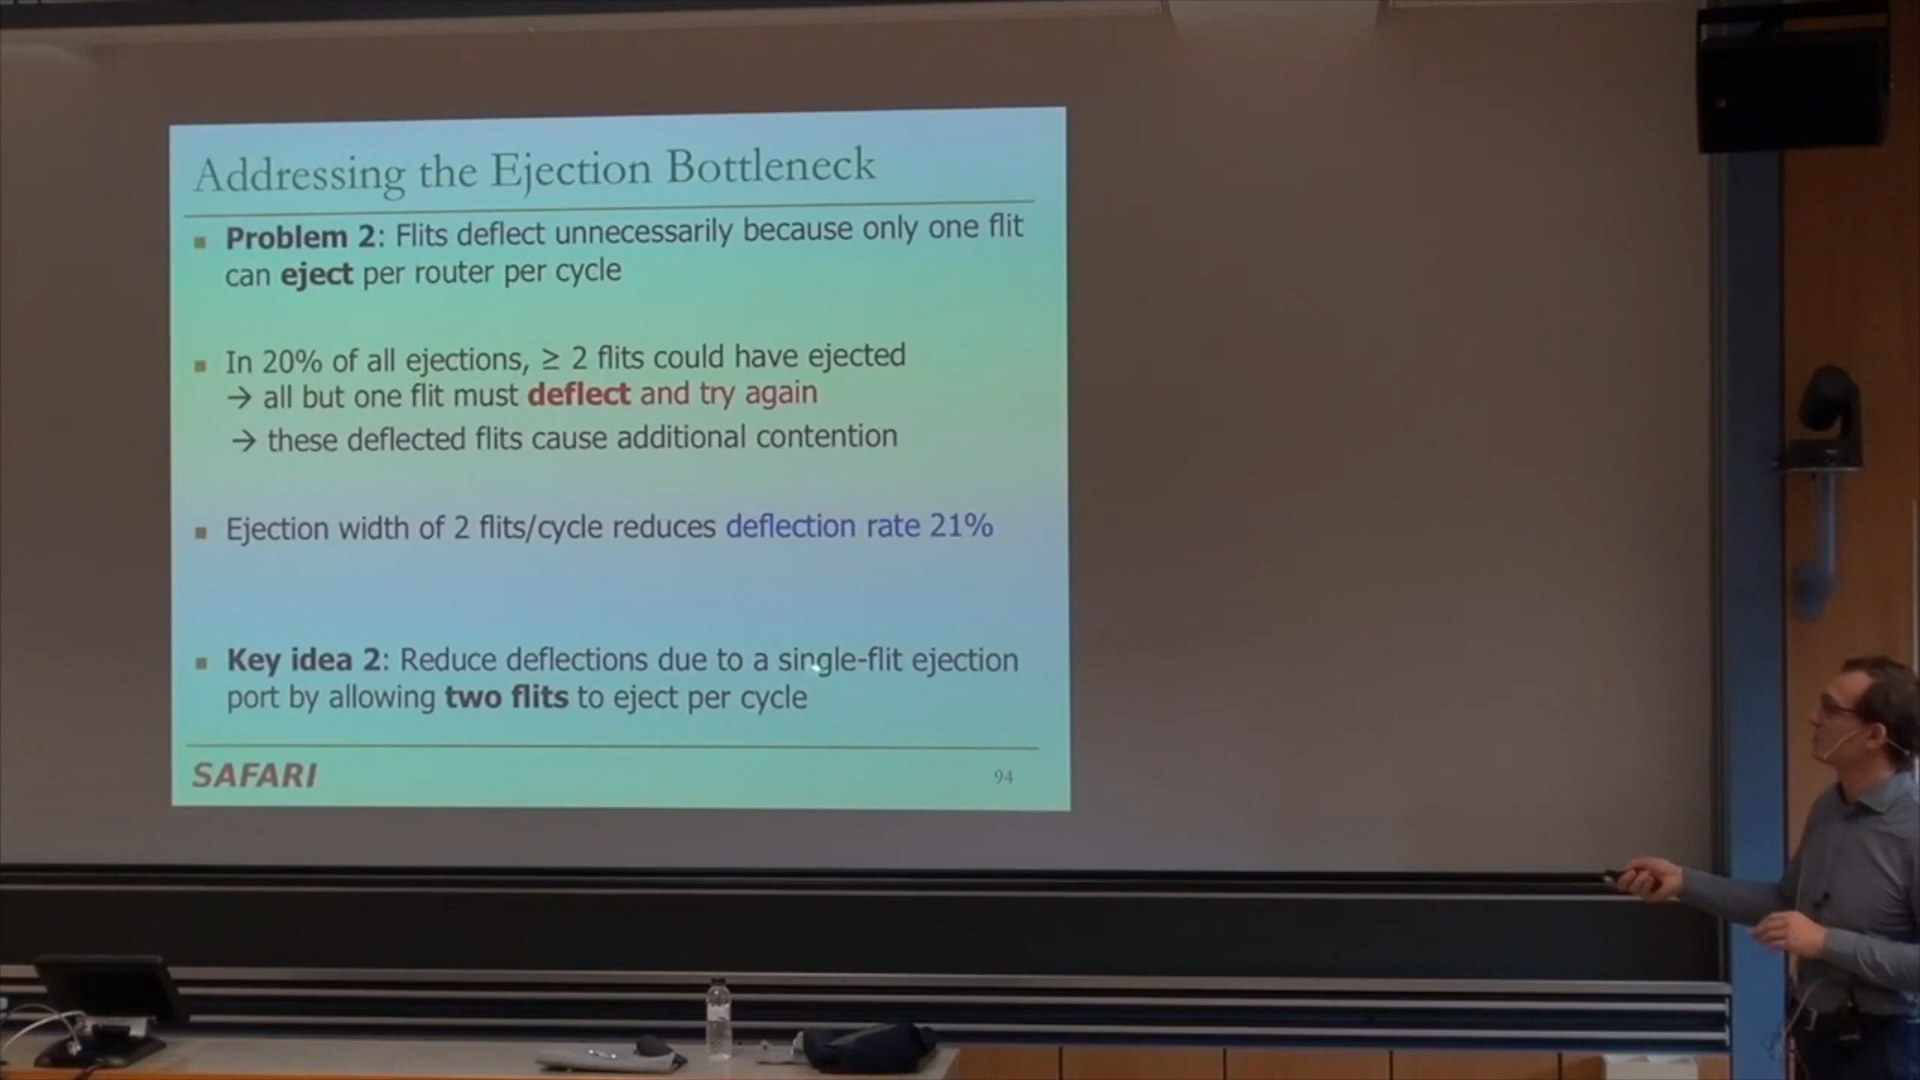 Addressing the Ejection Bottleneck
▪ Problem 2: Flits deflect unnecessarily because only one flit
can eject per router per cycle
▪ In 20% of all ejections, ≥ 2 flits could have ejected
→ all but one flit must deflect and try again
→ these deflected flits cause additional contention
▪ Ejection width of 2 flits/cycle reduces deflection rate 21%
▪ Key idea 2: Reduce deflections due to a single-flit ejection
port by allowing two flits to eject per cycle
SAFARI
94